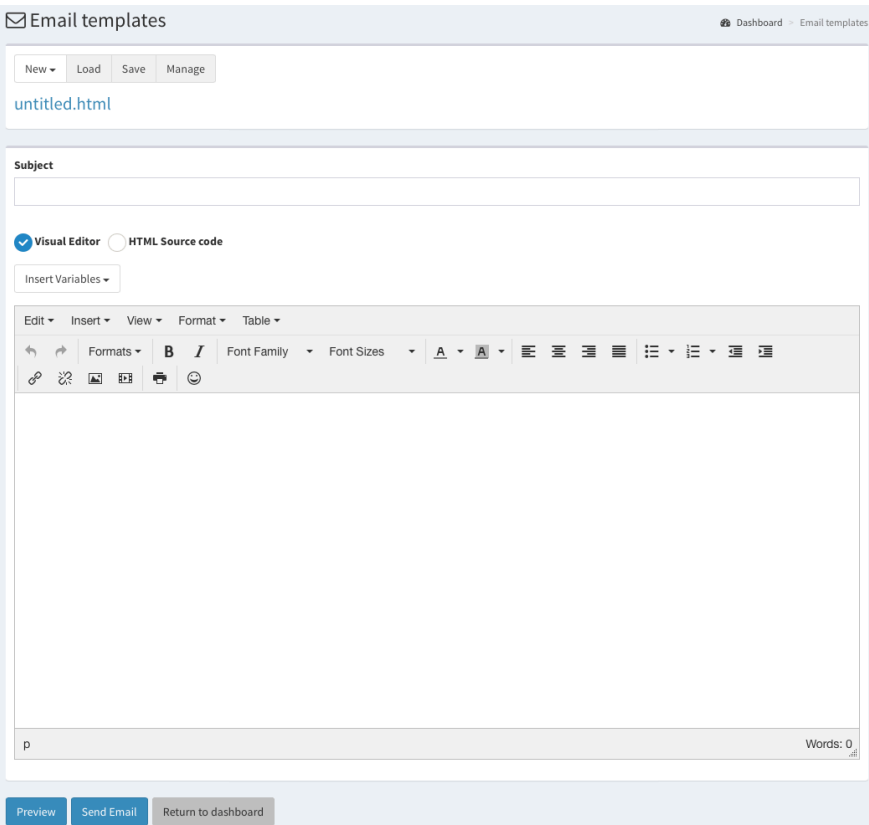 Email templates
Dashboard > Email templates
New Load Save Manage
untitled.html
Subject
Visual Editor HTML Source code
Insert Variables
Edit Insert View Format Table
Formats B I Font Family Font Sizes A A
p Words: 0
Preview Send Email Return to dashboard